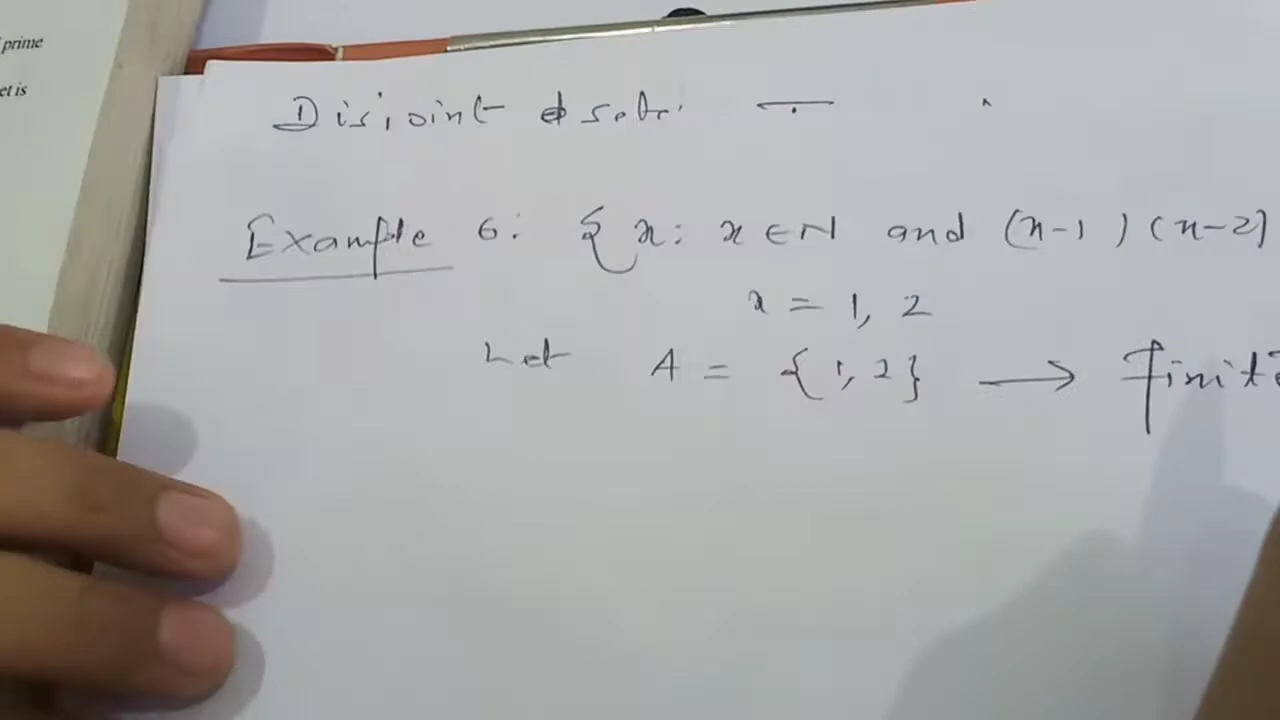 prime
et is
Disjoint sets: —
Example 6: { x: x ∈ N and (x-1)(x-2)
x = 1, 2
Let A = {1, 2} → finite